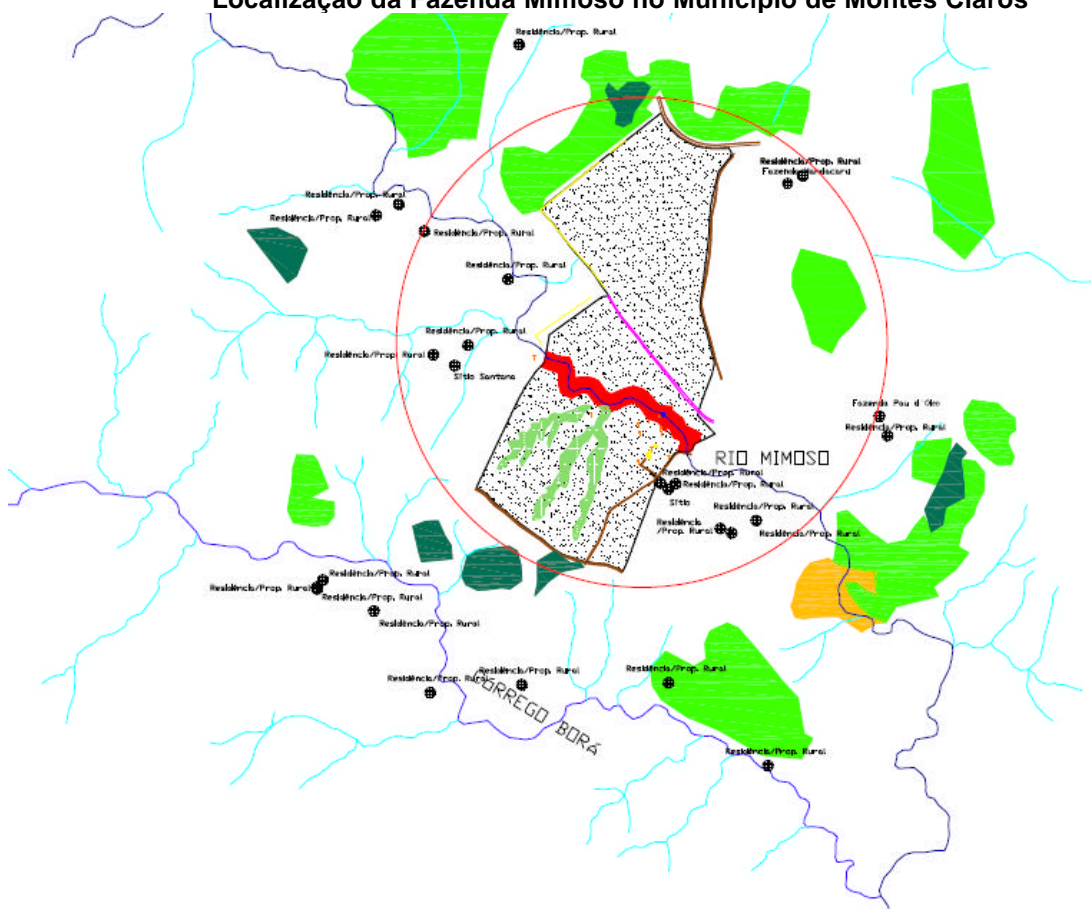 Localização da Fazenda Mimoso no Município de Montes Claros
Residência/Prop. Rural
Residência/Prop. Rural
Fazenda Mandacaru
Residência/Prop. Rural
Residência/Prop. Rural
Residência/Prop. Rural
Residência/Prop. Rural
Residência/Prop. Rural
Residência/Prop. Rural
Sítio Santana
T
Fazenda Pau d'Oleo
Residência/Prop. Rural
RIO MIMOSO
Residência/Prop. Rural
Residência/Prop. Rural
Sítio
Residência/Prop. Rural
Residência
/Prop. Rural
Residência/Prop. Rural
Residência/Prop. Rural
Residência/Prop. Rural
Residência/Prop. Rural
Residência/Prop. Rural
Residência/Prop. Rural
Residência/Prop. Rural
Residência/Prop. Rural
CÓRREGO BORÁ
Residência/Prop. Rural